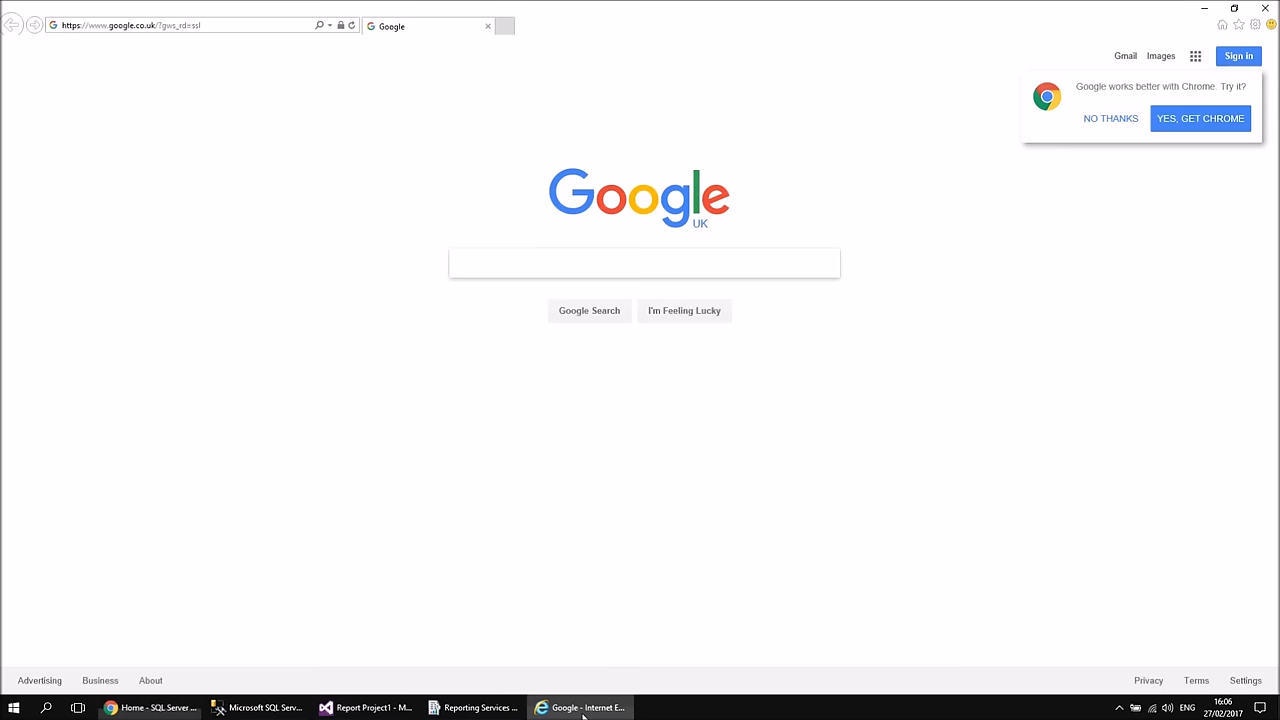 https://www.google.co.uk/?gws_rd=ssl
Google
Gmail
Images
Sign in
Google works better with Chrome. Try it?
NO THANKS
YES, GET CHROME
Google
UK
Google Search
I'm Feeling Lucky
Advertising
Business
About
Privacy
Terms
Settings
Home - SQL Server ...
Microsoft SQL Serv...
Report Project1 - M...
Reporting Services ...
Google - Internet E...
ENG
16:06
27/02/2017